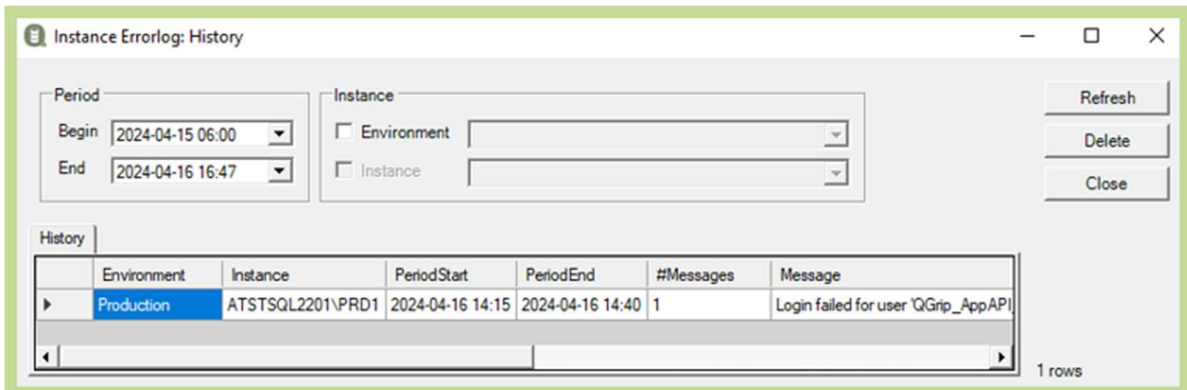 Instance Errorlog: History
Period
Begin 2024-04-15 06:00
End 2024-04-16 16:47
Instance
Environment
Instance
Refresh
Delete
Close
History
Environment Instance PeriodStart PeriodEnd #Messages Message
Production ATSTSQL2201\PRD1 2024-04-16 14:15 2024-04-16 14:40 1 Login failed for user 'QGrip_AppAPI_
1 rows